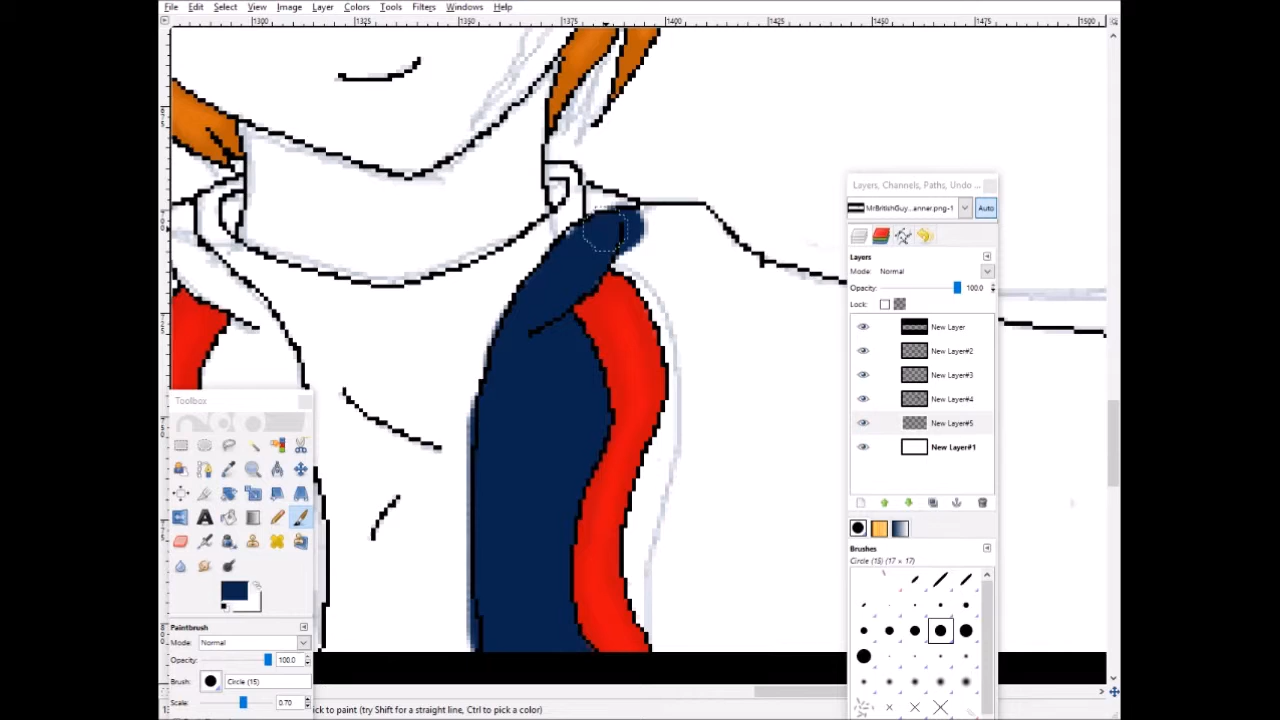 File Edit Select View Image Layer Colors Tools Filters Windows Help
1300 1325 1350 1375 1400 1425 1450 1475 1500
Layers, Channels, Paths, Undo ...
MrBritishGuy...anner.png-1 Auto
Layers
Mode: Normal
Opacity: 100.0
Lock:
New Layer
New Layer#2
New Layer#3
New Layer#4
New Layer#5
New Layer#1
Brushes
Circle (15) (17 × 17)
Toolbox
Paintbrush
Mode: Normal
Opacity: 100.0
Brush: Circle (15)
Scale: 0.70
ck to paint (try Shift for a straight line, Ctrl to pick a color)